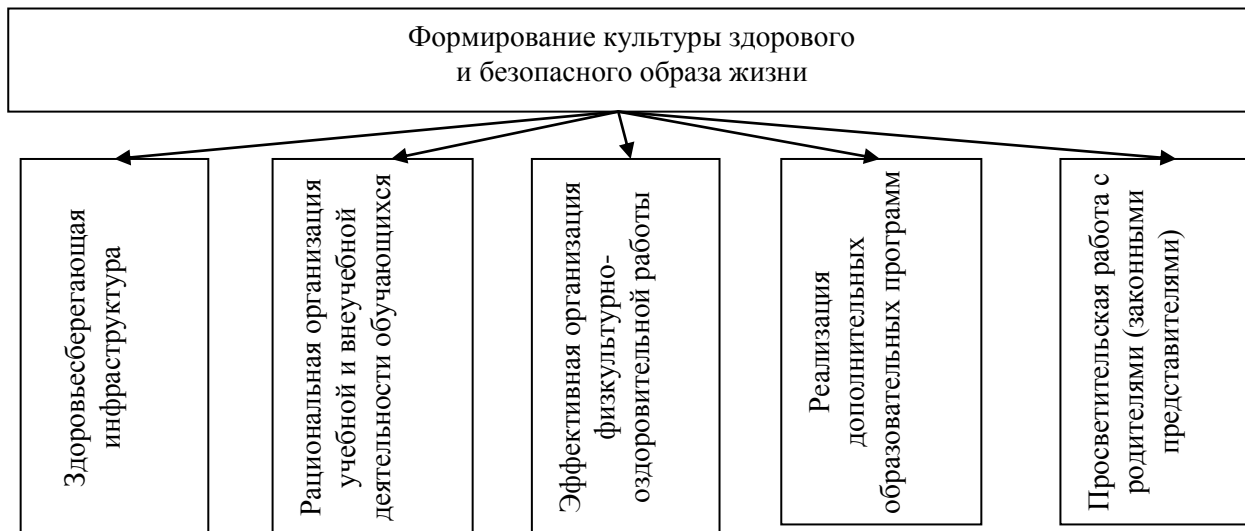 Формирование культуры здорового
и безопасного образа жизни
Здоровьесберегающая
инфраструктура
Рациональная организация
учебной и внеучебной
деятельности обучающихся
Эффективная организация
физкультурно-
оздоровительной работы
Реализация
дополнительных
образовательных программ
Просветительская работа с
родителями (законными
представителями)